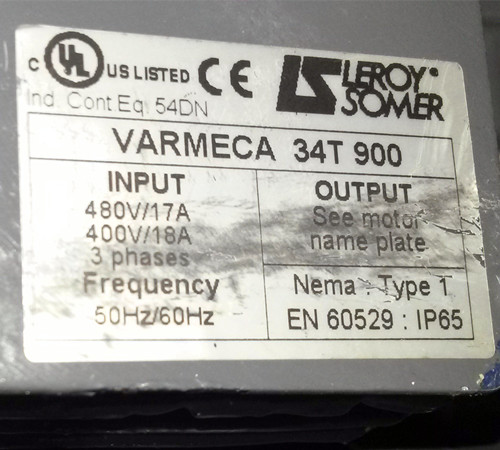 C UL US LISTED CE
Ind. Cont.Eq. 54DN
LS LEROY®
SOMER
VARMECA 34T 900
INPUT
480V/17A
400V/18A
3 phases
Frequency
50Hz/60Hz
OUTPUT
See motor
name plate
Nema : Type 1
EN 60529 : IP65